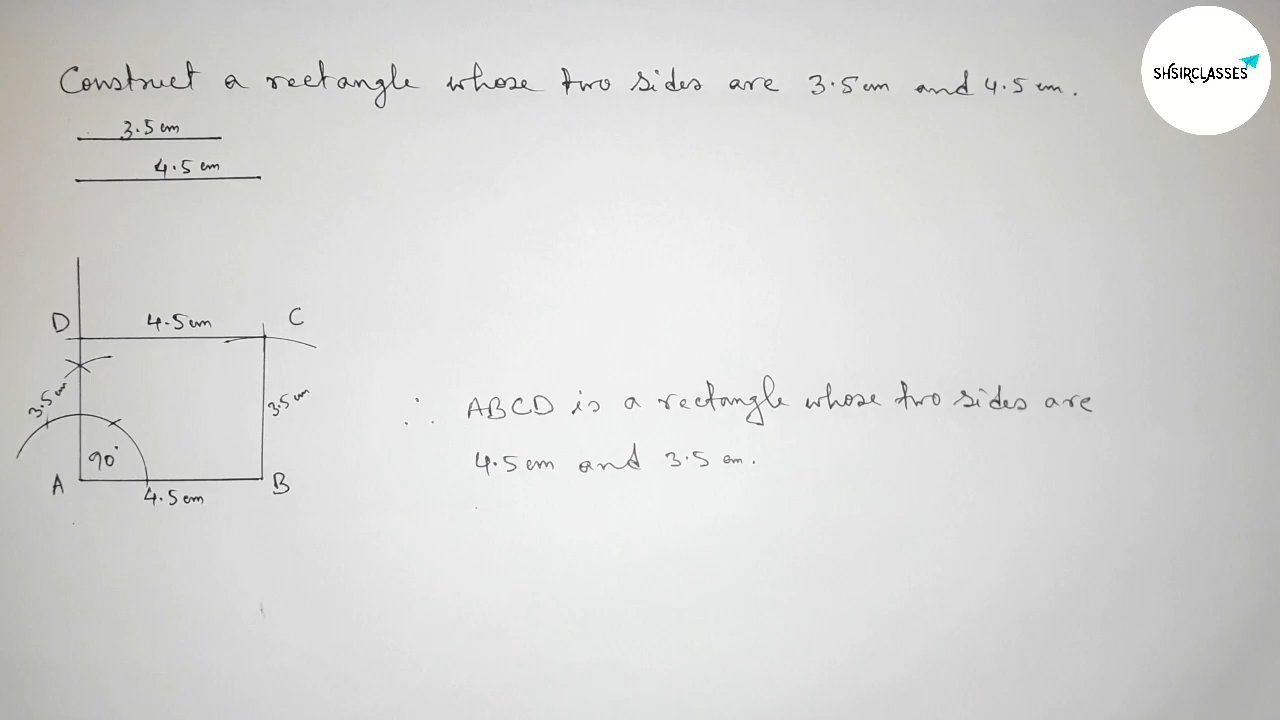 SHSIRCLASSES
Construct a rectangle whose two sides are 3.5 cm and 4.5 cm.
3.5 cm
4.5 cm
D
4.5 cm
C
3.5 cm
3.5 cm
90°
A
4.5 cm
B
∴ ABCD is a rectangle whose two sides are
4.5 cm and 3.5 cm.